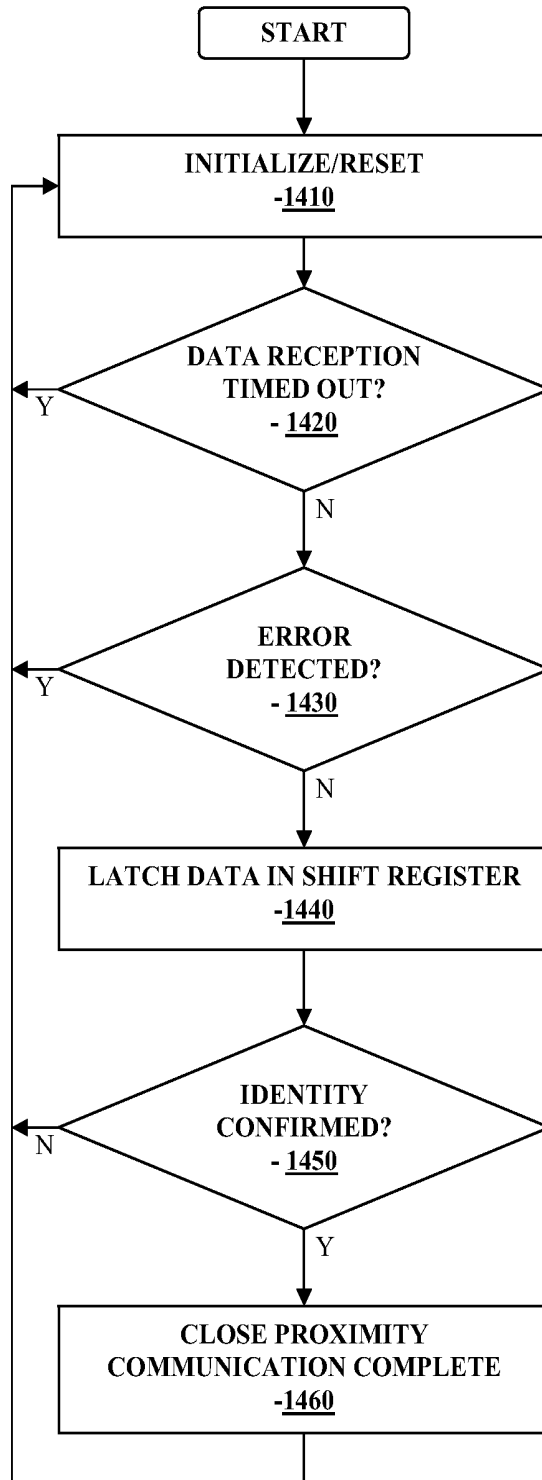 START
INITIALIZE/RESET
-1410
DATA RECEPTION
TIMED OUT?
- 1420
Y
N
ERROR
DETECTED?
- 1430
Y
N
LATCH DATA IN SHIFT REGISTER
-1440
IDENTITY
CONFIRMED?
- 1450
N
Y
CLOSE PROXIMITY
COMMUNICATION COMPLETE
-1460